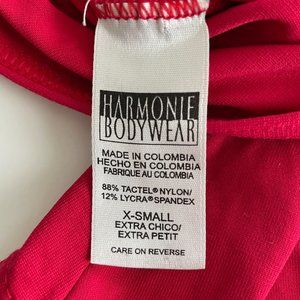 HARMONIE
BODYWEAR
MADE IN COLOMBIA
HECHO EN COLOMBIA
FABRIQUE AU COLOMBIA
88% TACTEL® NYLON/
12% LYCRA® SPANDEX
X-SMALL
EXTRA CHICO/
EXTRA PETIT
CARE ON REVERSE